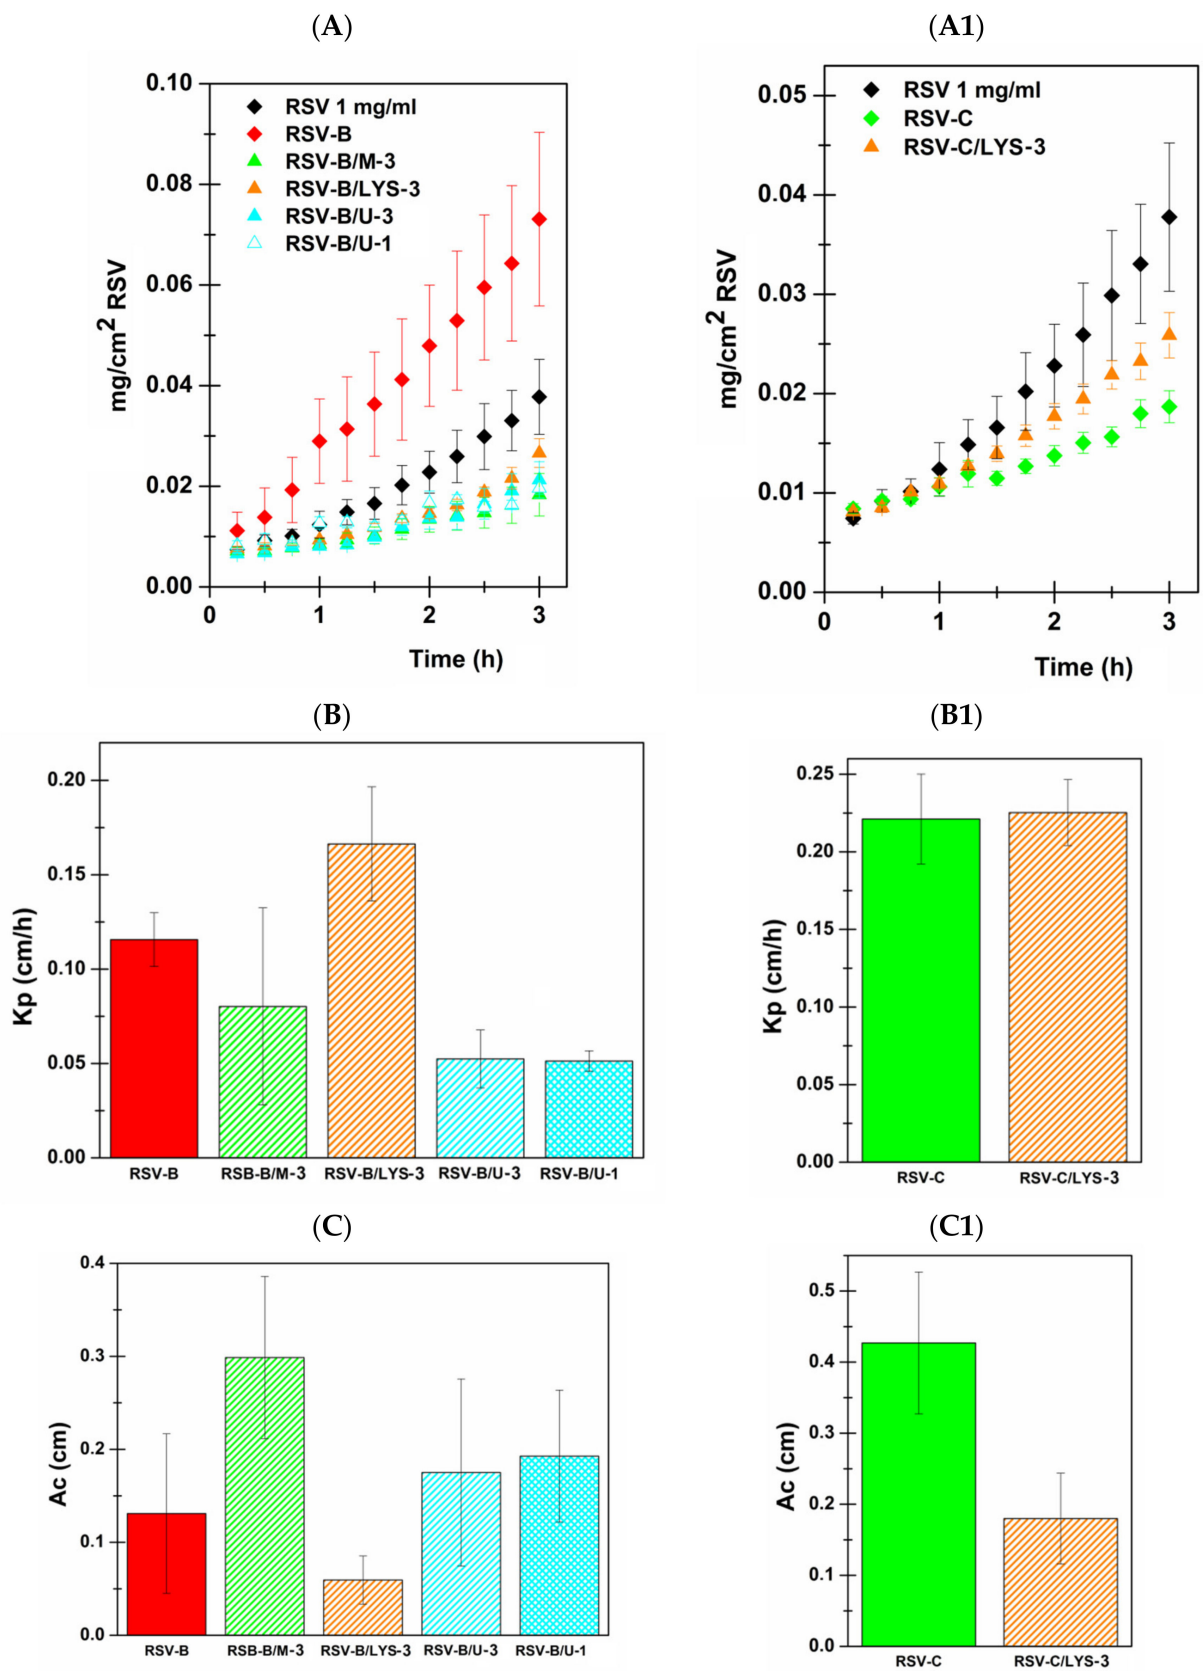 (A)
0.10
0.08
0.06
0.04
0.02
0.00
mg/cm2 RSV
RSV 1 mg/ml
RSV-B
RSV-B/M-3
RSV-B/LYS-3
RSV-B/U-3
RSV-B/U-1
0 1 2 3
Time (h)
(A1)
0.05
0.04
0.03
0.02
0.01
0.00
mg/cm2 RSV
RSV 1 mg/ml
RSV-C
RSV-C/LYS-3
0 1 2 3
Time (h)
(B)
0.20
0.15
0.10
0.05
0.00
Kp (cm/h)
RSV-B RSB-B/M-3 RSV-B/LYS-3 RSV-B/U-3 RSV-B/U-1
(B1)
0.25
0.20
0.15
0.10
0.05
0.00
Kp (cm/h)
RSV-C RSV-C/LYS-3
(C)
0.4
0.3
0.2
0.1
0.0
Ac (cm)
RSV-B RSB-B/M-3 RSV-B/LYS-3 RSV-B/U-3 RSV-B/U-1
(C1)
0.5
0.4
0.3
0.2
0.1
0.0
Ac (cm)
RSV-C RSV-C/LYS-3